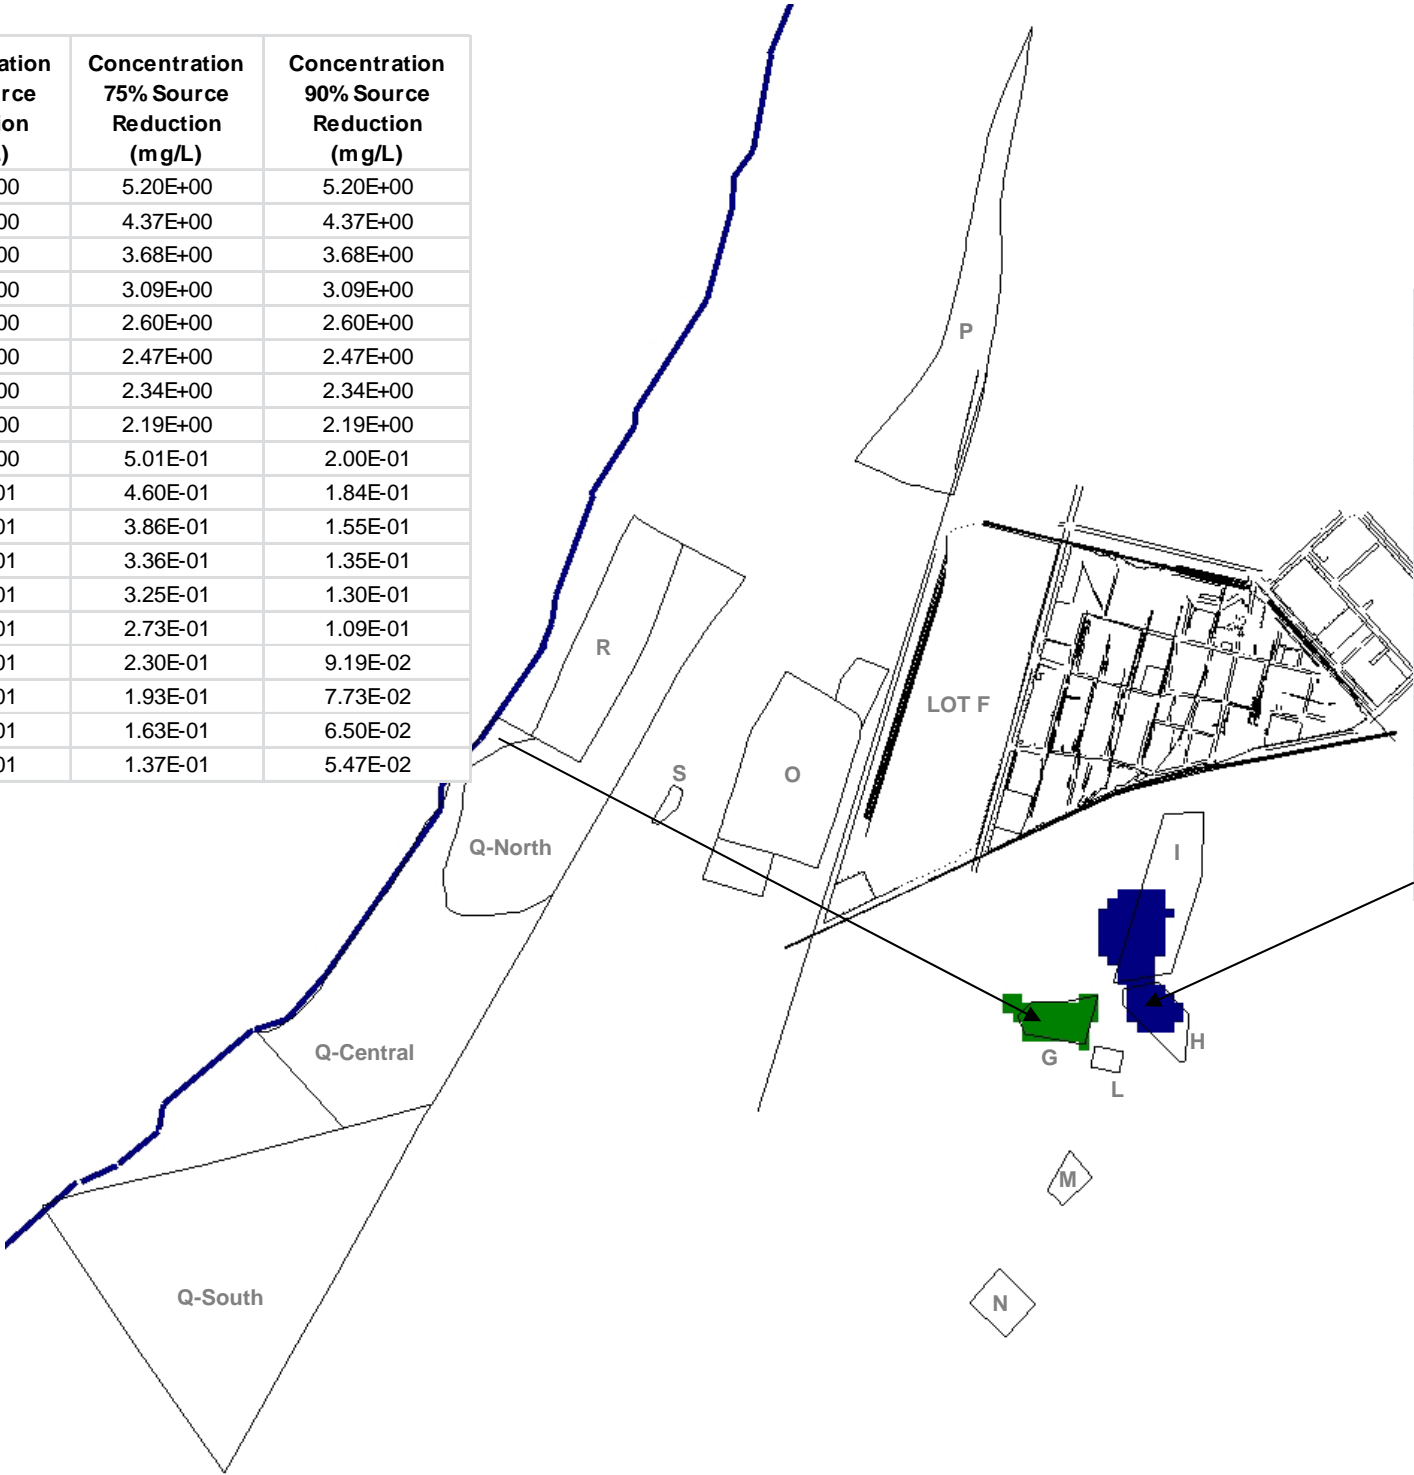 ation Concentration Concentration
rce 75% Source 90% Source
ion Reduction Reduction
.) (mg/L) (mg/L)
00 5.20E+00 5.20E+00
00 4.37E+00 4.37E+00
00 3.68E+00 3.68E+00
00 3.09E+00 3.09E+00
00 2.60E+00 2.60E+00
00 2.47E+00 2.47E+00
00 2.34E+00 2.34E+00
00 2.19E+00 2.19E+00
00 5.01E-01 2.00E-01
01 4.60E-01 1.84E-01
01 3.86E-01 1.55E-01
01 3.36E-01 1.35E-01
01 3.25E-01 1.30E-01
01 2.73E-01 1.09E-01
01 2.30E-01 9.19E-02
01 1.93E-01 7.73E-02
01 1.63E-01 6.50E-02
01 1.37E-01 5.47E-02
P
R
LOT F
S
O
Q-North
I
Q-Central
H
G
L
M
Q-South
N